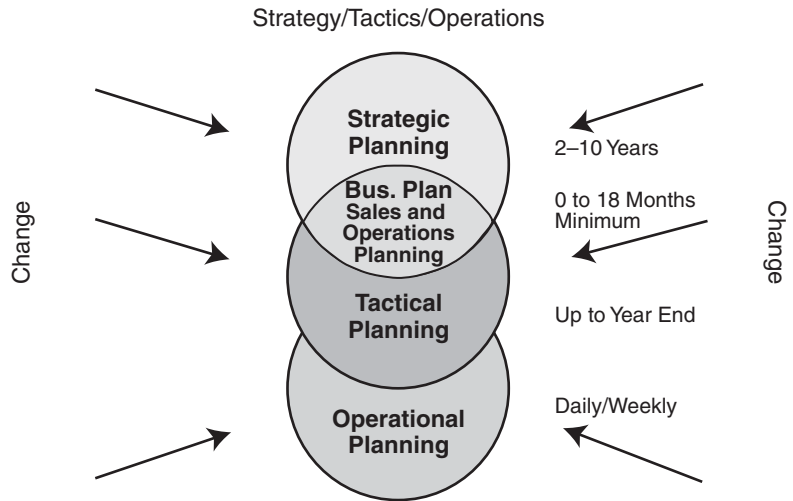 Strategy/Tactics/Operations
Strategic
Planning
2–10 Years
Bus. Plan
Sales and
Operations
Planning
0 to 18 Months
Minimum
Change
Change
Tactical
Planning
Up to Year End
Operational
Planning
Daily/Weekly